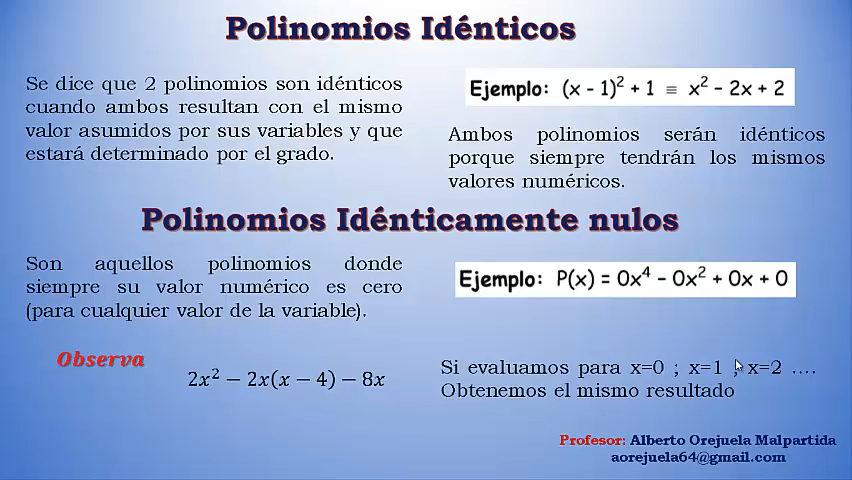 Polinomios Idénticos
Se dice que 2 polinomios son idénticos
cuando ambos resultan con el mismo
valor asumidos por sus variables y que
estará determinado por el grado.
Ejemplo: (x - 1)² + 1 ≡ x² - 2x + 2
Ambos polinomios serán idénticos
porque siempre tendrán los mismos
valores numéricos.
Polinomios Idénticamente nulos
Son aquellos polinomios donde
siempre su valor numérico es cero
(para cualquier valor de la variable).
Ejemplo: P(x) = 0x⁴ - 0x² + 0x + 0
Observa
2x² − 2x(x − 4) − 8x
Si evaluamos para x=0 ; x=1 ; x=2 ....
Obtenemos el mismo resultado
Profesor: Alberto Orejuela Malpartida
aorejuela64@gmail.com